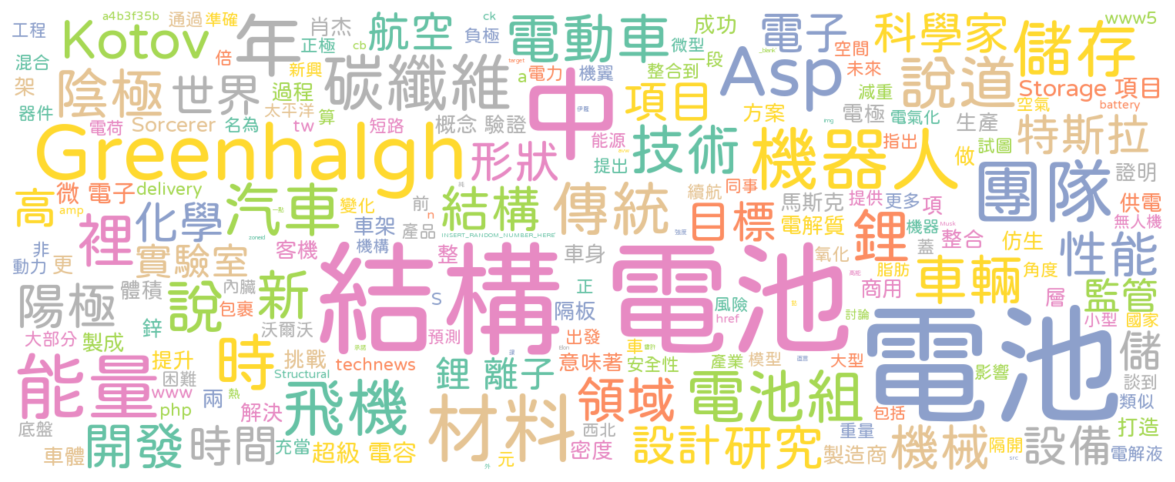 工程 a4b3f35b 通過 準確 肖杰 ck 成功 電子 科學家 儲存 www5
Kotov 年 倍 正極 cb 航空 負極 電動車 微型 一段 空間
混合 架 陰極 世界 新興 碳纖維 a 電力 機翼 整合到 Asp 未來 說道 Storage 項目
器件 過程 太平洋 中 項目 減重 電極 空氣 battery
電荷 Sorcerer 名為 tw 算 短路 概念 驗證 能源 方案 電氣化 生產 特斯拉
Greenhalgh 形狀 提出 技術 機器人 指出 做 試圖 證明
高 微 電子 delivery 汽車 變化 前 結構 傳統 續航 同事 馬斯克 提供 更多 項 團隊 供電
amp 裡 化學 車架 n 產品 目標 電解質 鋰 機器 無人機
INSERT_RANDOM_NUMBER_HERE
非 動力 更 實驗室 客機 機構 整 車身 氧化 蓋 整合 仿生 性能
陽極 體積 說 內臟 新 S 結構 電池 正 隔板 風險 脂肪 商用 車輛 角度 層 監管
大部分 鋅 製成 包裹 沃爾沃 預測 出發 href 討論 小型 國家
能量 提升 時 挑戰 technews 鋰 離子 意味著 車 安全性 產業 模型 大型 電池 影響 儲 談到
困難 www php 兩 熱 Structural 飛機 材料 領域 電池組 包括 類似
底盤 開發 時間 解決 充當 超級 電容 元 西北 密度 設計 研究 重量 製造商 機械 隔開 設備 打造
車體 電解液